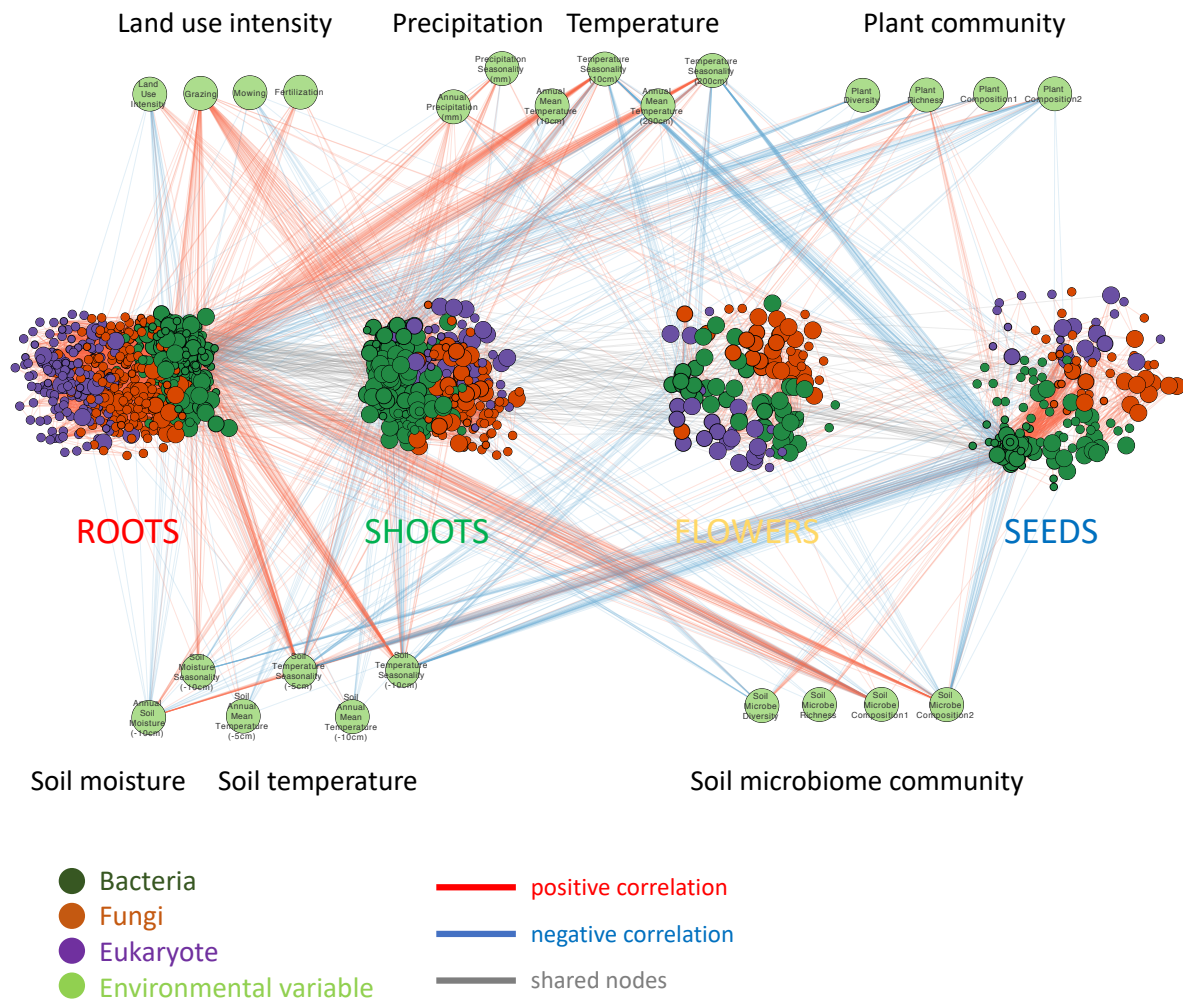 Land use intensity
Precipitation
Temperature
Plant community
Land
Use
Intensity
Grazing
Mowing
Fertilization
Precipitation
Seasonality
(mm)
Annual
Precipitation
(mm)
Temperature
Seasonality
(10cm)
Annual
Mean
Temperature
(10cm)
Temperature
Seasonality
(200cm)
Annual
Mean
Temperature
(200cm)
Plant
Diversity
Plant
Richness
Plant
Composition1
Plant
Composition2
ROOTS
SHOOTS
FLOWERS
SEEDS
Soil
Moisture
Seasonality
(-10cm)
Annual
Soil
Moisture
(-10cm)
Soil
Temperature
Seasonality
(-5cm)
Soil
Annual
Mean
Temperature
(-5cm)
Soil
Temperature
Seasonality
(-10cm)
Soil
Annual
Mean
Temperature
(-10cm)
Soil
Microbe
Diversity
Soil
Microbe
Richness
Soil
Microbe
Composition1
Soil
Microbe
Composition2
Soil moisture
Soil temperature
Soil microbiome community
Bacteria
Fungi
Eukaryote
Environmental variable
positive correlation
negative correlation
shared nodes